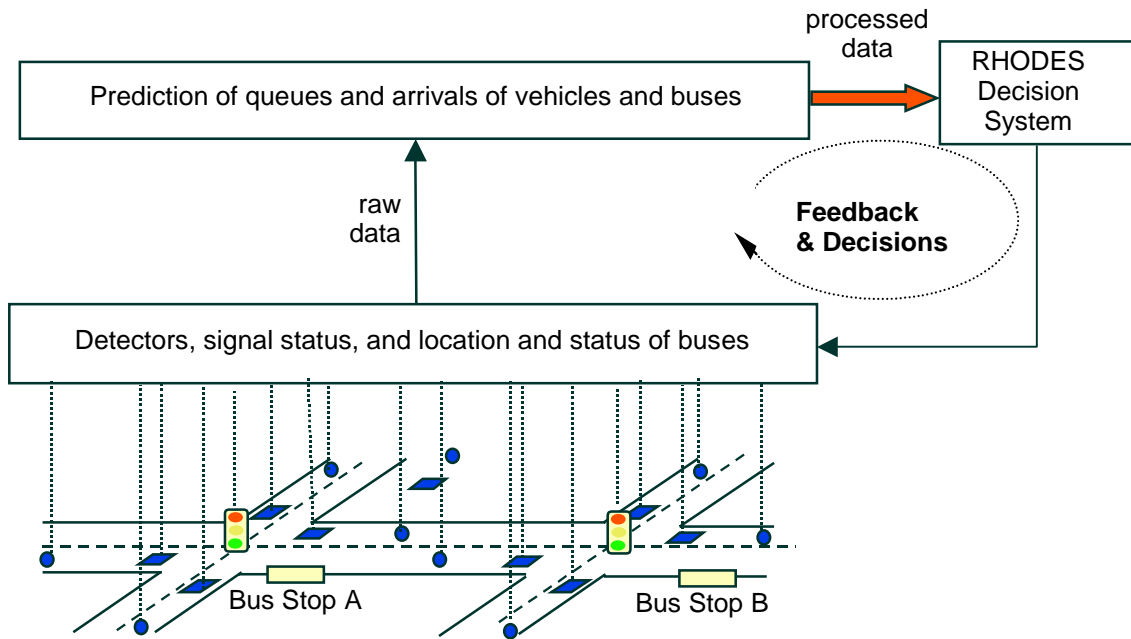 processed
data
Prediction of queues and arrivals of vehicles and buses
RHODES
Decision
System
raw
data
Feedback
& Decisions
Detectors, signal status, and location and status of buses
Bus Stop A
Bus Stop B